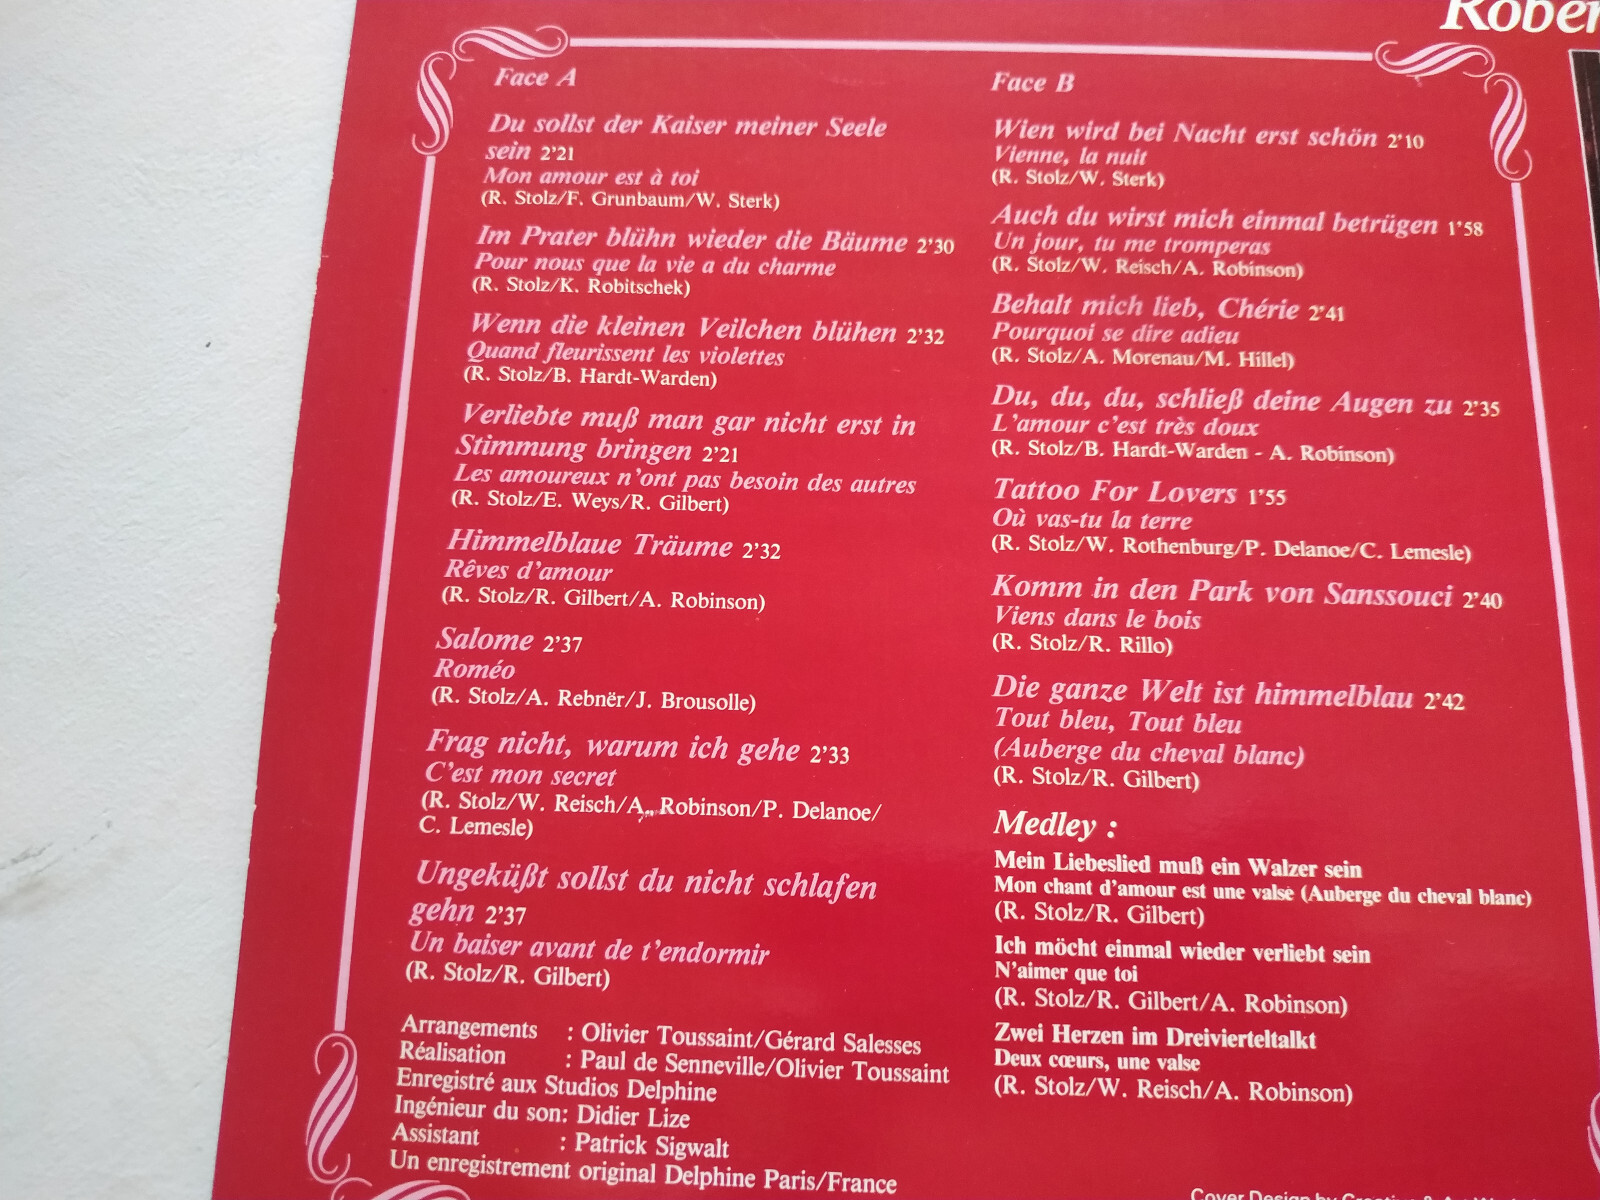 Face A
Du sollst der Kaiser meiner Seele
sein 2'21
Mon amour est à toi
(R. Stolz/F. Grunbaum/W. Sterk)
Im Prater blühn wieder die Bäume 2'30
Pour nous que la vie a du charme
(R. Stolz/K. Robitschek)
Wenn die kleinen Veilchen blühen 2'32
Quand fleurissent les violettes
(R. Stolz/B. Hardt-Warden)
Verliebte muß man gar nicht erst in
Stimmung bringen 2'21
Les amoureux n'ont pas besoin des autres
(R. Stolz/E. Weys/R. Gilbert)
Himmelblaue Träume 2'32
Rêves d'amour
(R. Stolz/R. Gilbert/A. Robinson)
Salome 2'37
Roméo
(R. Stolz/A. Rebnër/J. Brousolle)
Frag nicht, warum ich gehe 2'33
C'est mon secret
(R. Stolz/W. Reisch/A. Robinson/P. Delanoe/
C. Lemesle)
Ungeküßt sollst du nicht schlafen
gehn 2'37
Un baiser avant de t'endormir
(R. Stolz/R. Gilbert)
Arrangements : Olivier Toussaint/Gérard Salesses
Réalisation : Paul de Senneville/Olivier Toussaint
Enregistré aux Studios Delphine
Ingénieur du son: Didier Lize
Assistant : Patrick Sigwalt
Un enregistrement original Delphine Paris/France
Face B
Wien wird bei Nacht erst schön 2'10
Vienne, la nuit
(R. Stolz/W. Sterk)
Auch du wirst mich einmal betrügen 1'58
Un jour, tu me tromperas
(R. Stolz/W. Reisch/A. Robinson)
Behalt mich lieb, Chérie 2'41
Pourquoi se dire adieu
(R. Stolz/A. Morenau/M. Hillel)
Du, du, du, schließ deine Augen zu 2'35
L'amour c'est très doux
(R. Stolz/B. Hardt-Warden - A. Robinson)
Tattoo For Lovers 1'55
Où vas-tu la terre
(R. Stolz/W. Rothenburg/P. Delanoe/C. Lemesle)
Komm in den Park von Sanssouci 2'40
Viens dans le bois
(R. Stolz/R. Rillo)
Die ganze Welt ist himmelblau 2'42
Tout bleu, Tout bleu
(Auberge du cheval blanc)
(R. Stolz/R. Gilbert)
Medley :
Mein Liebeslied muß ein Walzer sein
Mon chant d'amour est une valse (Auberge du cheval blanc)
(R. Stolz/R. Gilbert)
Ich möcht einmal wieder verliebt sein
N'aimer que toi
(R. Stolz/R. Gilbert/A. Robinson)
Zwei Herzen im Dreivierteltalkt
Deux cœurs, une valse
(R. Stolz/W. Reisch/A. Robinson)
Cover Design by